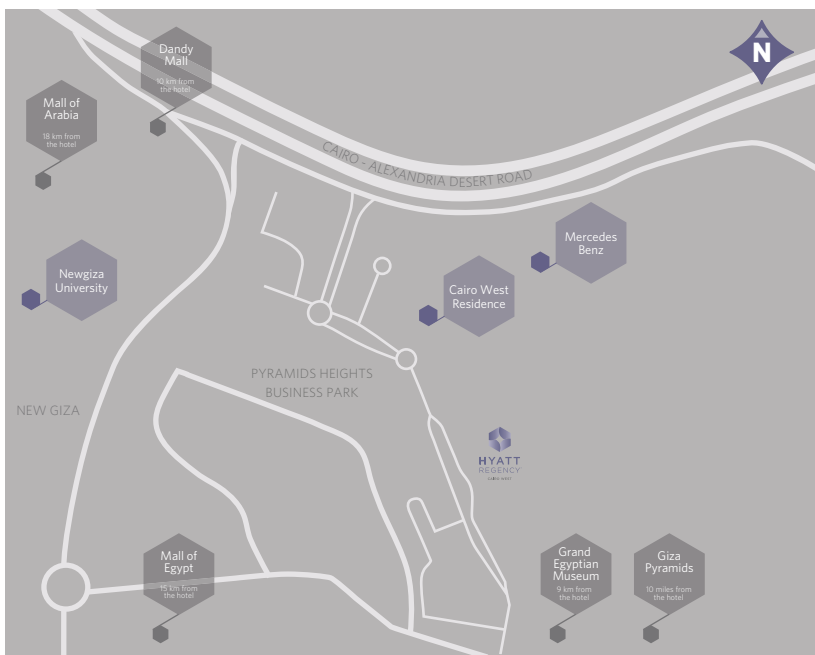 Dandy
Mall
10 km from
the hotel
N
Mall of
Arabia
18 km from
the hotel
CAIRO - ALEXANDRIA DESERT ROAD
Mercedes
Benz
Newgiza
University
Cairo West
Residence
PYRAMIDS HEIGHTS
BUSINESS PARK
NEW GIZA
HYATT
REGENCY
CAIRO WEST
Mall of
Egypt
15 km from
the hotel
Grand
Egyptian
Museum
9 km from
the hotel
Giza
Pyramids
10 miles from
the hotel